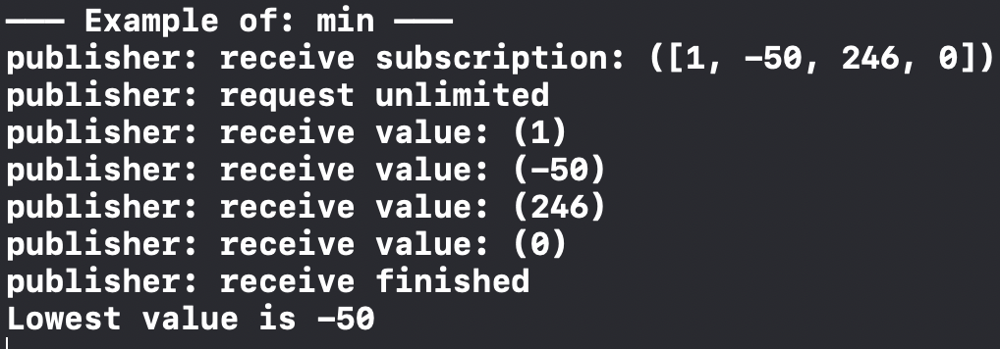 ——— Example of: min ———
publisher: receive subscription: ([1, -50, 246, 0])
publisher: request unlimited
publisher: receive value: (1)
publisher: receive value: (-50)
publisher: receive value: (246)
publisher: receive value: (0)
publisher: receive finished
Lowest value is -50